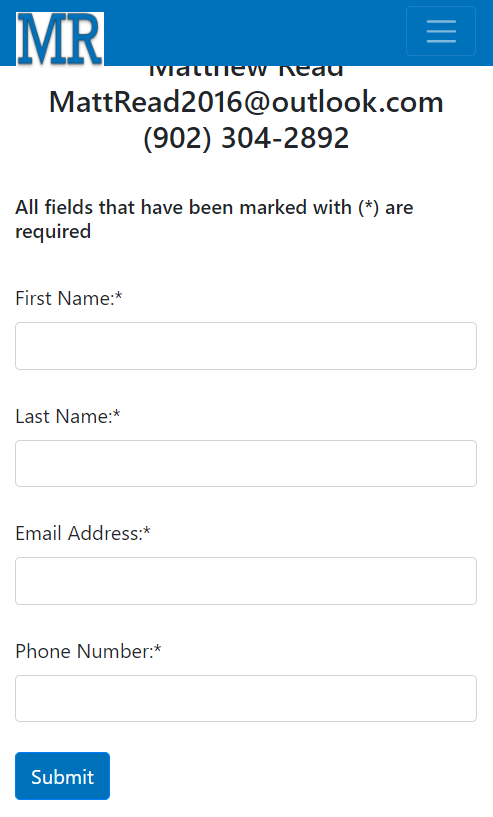 MR
Matthew Read
MattRead2016@outlook.com
(902) 304-2892
All fields that have been marked with (*) are
required
First Name:*
Last Name:*
Email Address:*
Phone Number:*
Submit